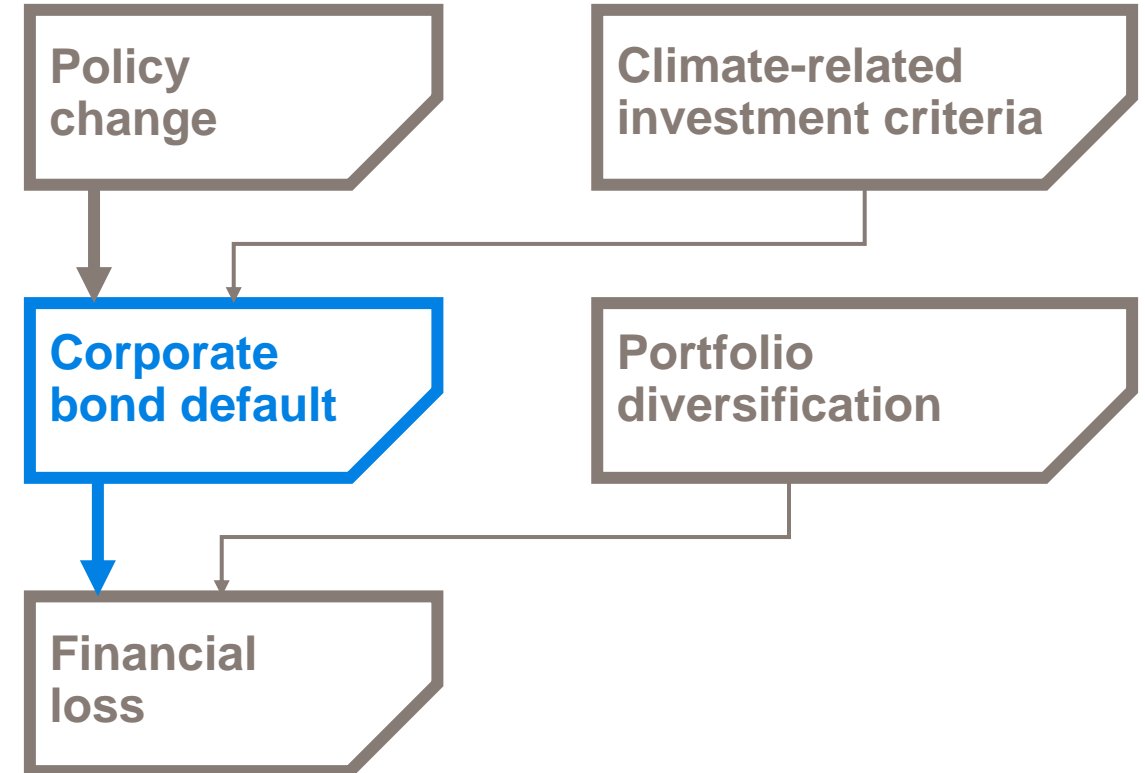 Policy
change
Climate-related
investment criteria
Corporate
bond default
Portfolio
diversification
Financial
loss